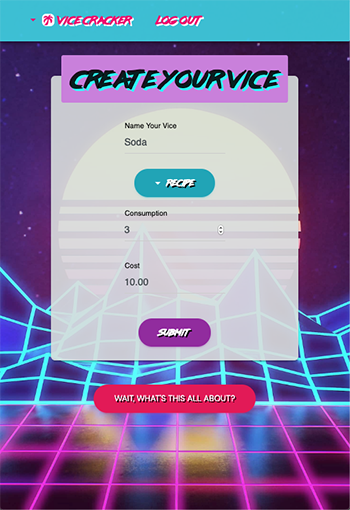 VICE CRACKER LOG OUT
CREATE YOUR VICE
Name Your Vice
Soda
RECIPE
Consumption
3
Cost
10.00
SUBMIT
WAIT, WHAT'S THIS ALL ABOUT?